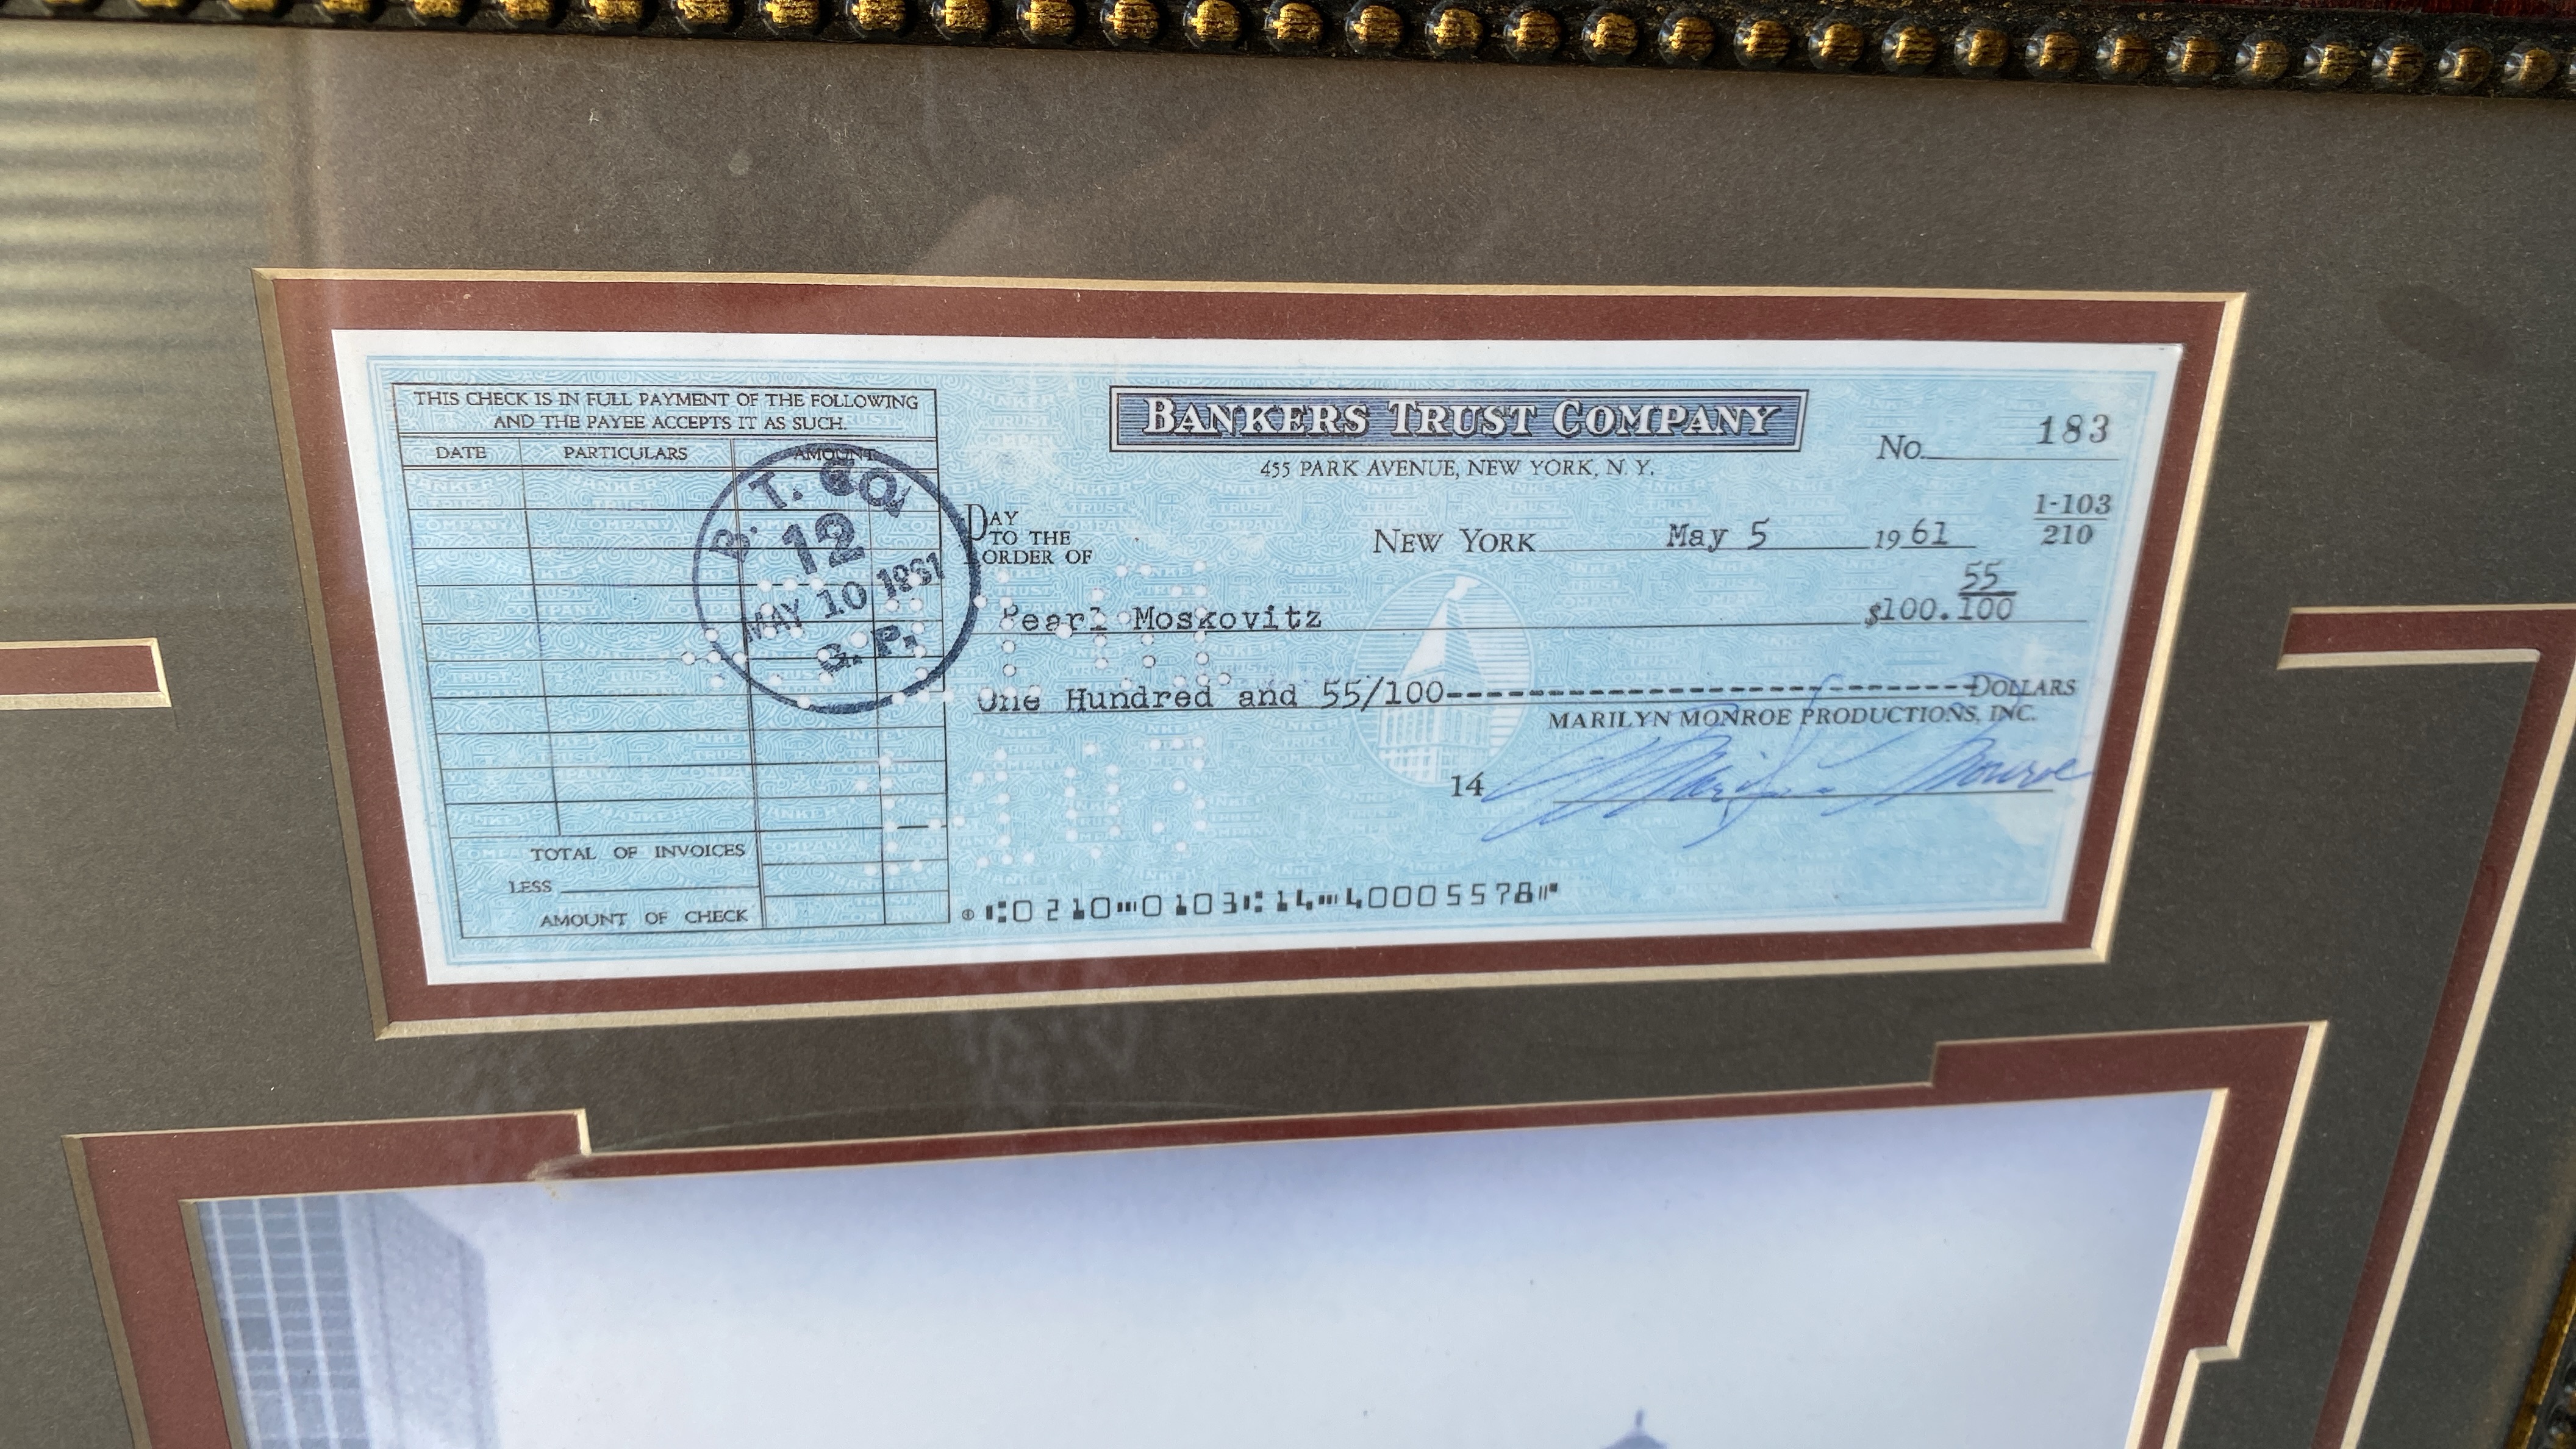 THIS CHECK IS IN FULL PAYMENT OF THE FOLLOWING
AND THE PAYEE ACCEPTS IT AS SUCH.
DATE PARTICULARS AMOUNT
B. T. CO.
12
MAY 10 1961
G. P.
TOTAL OF INVOICES
LESS
AMOUNT OF CHECK
BANKERS TRUST COMPANY
455 PARK AVENUE, NEW YORK, N. Y.
No. 183
1-103
210
PAY
TO THE
ORDER OF
NEW YORK May 5 19 61
Pearl Moskovitz $100.55/100
One Hundred and 55/100----------------------------DOLLARS
MARILYN MONROE PRODUCTIONS, INC.
14 Marilyn Monroe
⑆0210⑉0103⑆14⑉40005578⑈